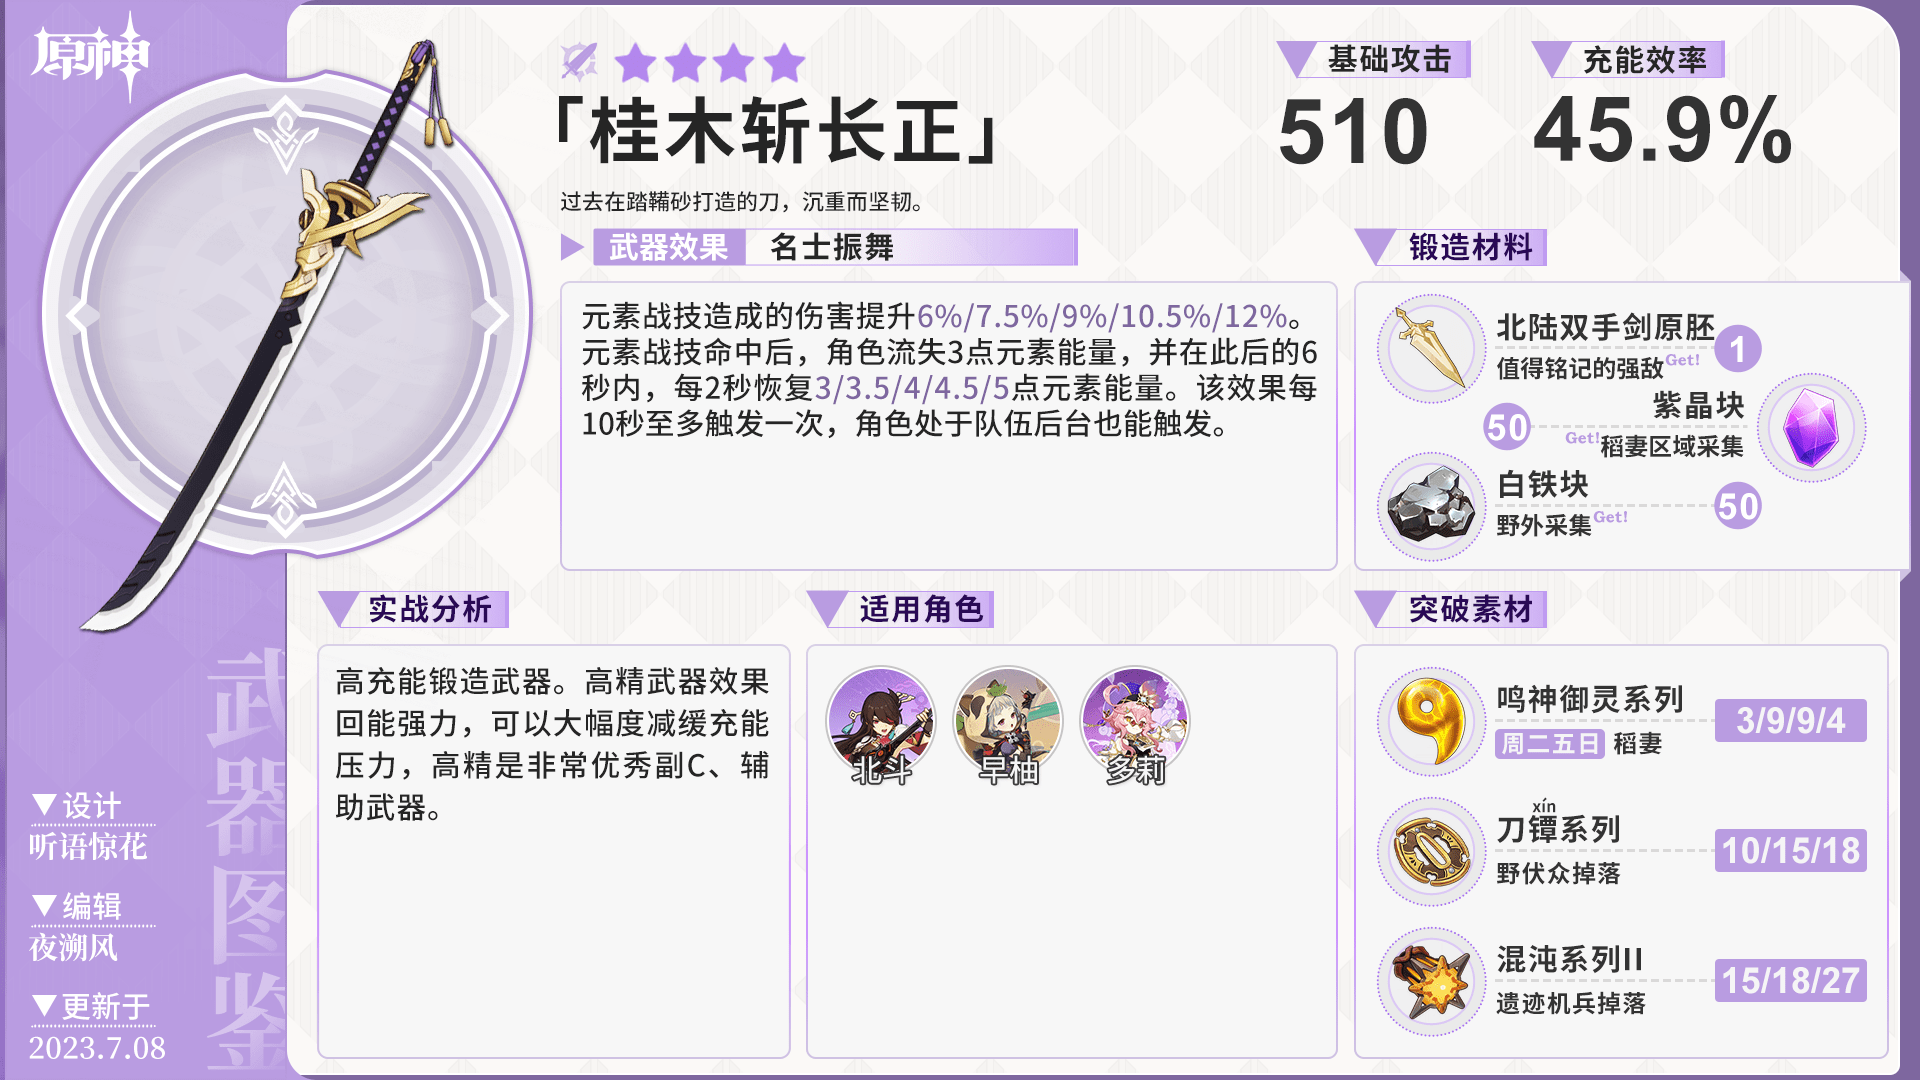 原神
「桂木斩长正」
过去在踏鞴砂打造的刀，沉重而坚韧。
基础攻击
510
充能效率
45.9%
武器效果 名士振舞
元素战技造成的伤害提升6%/7.5%/9%/10.5%/12%。
元素战技命中后，角色流失3点元素能量，并在此后的6
秒内，每2秒恢复3/3.5/4/4.5/5点元素能量。该效果每
10秒至多触发一次，角色处于队伍后台也能触发。
锻造材料
北陆双手剑原胚
值得铭记的强敌Get!
1
紫晶块
50
Get!稻妻区域采集
白铁块
野外采集Get!
50
实战分析
高充能锻造武器。高精武器效果
回能强力，可以大幅度减缓充能
压力，高精是非常优秀副C、辅
助武器。
适用角色
北斗
早柚
多莉
突破素材
鸣神御灵系列
周二五日 稻妻
3/9/9/4
xín
刀镡系列
野伏众掉落
10/15/18
混沌系列II
遗迹机兵掉落
15/18/27
武器图鉴
▼设计
听语惊花
▼编辑
夜溯风
▼更新于
2023.7.08